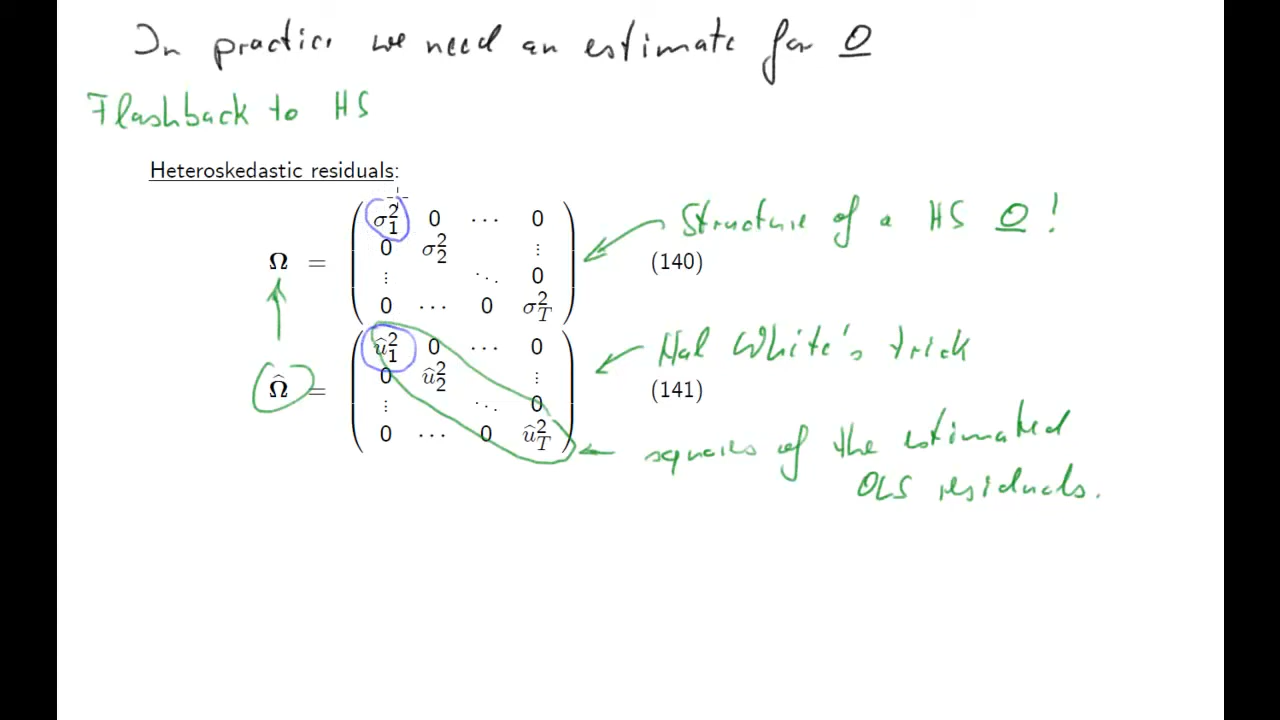 In practice we need an estimate for Ω
Flashback to HS
Heteroskedastic residuals:
σ₁² 0 ⋯ 0
0 σ₂² ⋮
Ω = Structure of a HS Ω!
(140)
⋮ ⋱ 0
0 ⋯ 0 σ_T²
û₁² 0 ⋯ 0
Hal White's trick
0 û₂² ⋮
Ω̂ = (141)
⋮ ⋱ 0
0 ⋯ 0 û_T²
squares of the estimated
OLS residuals.